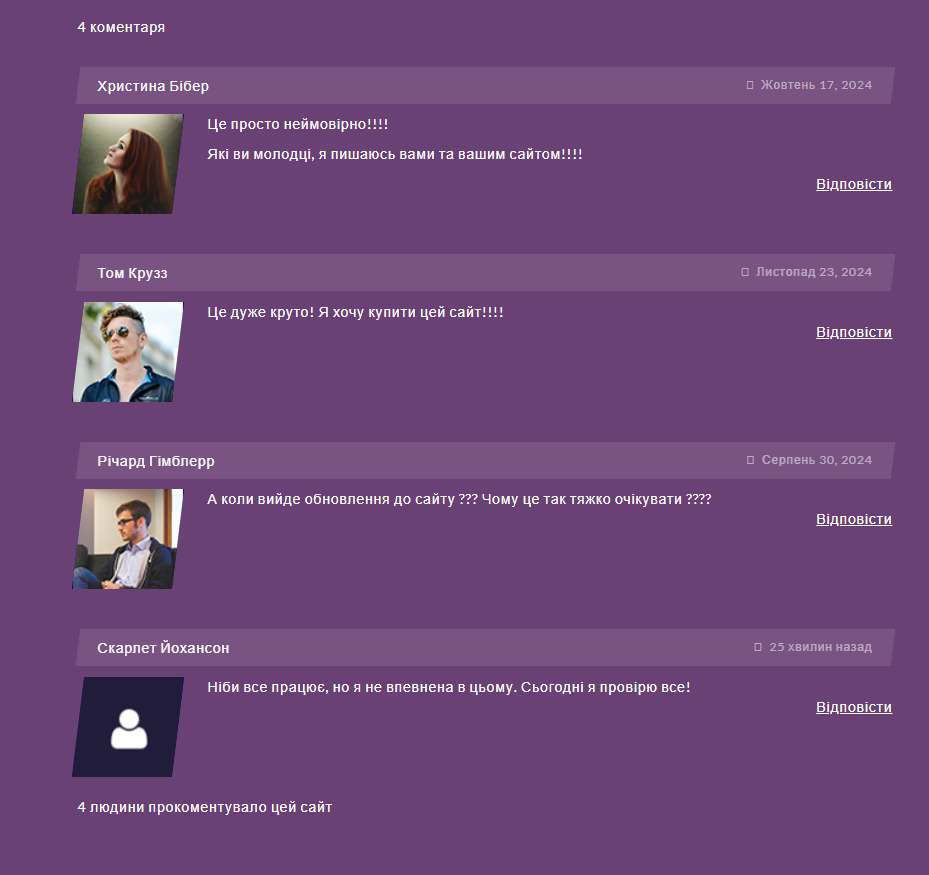 4 коментаря
Христина Бібер
Жовтень 17, 2024
Це просто неймовірно!!!!
Які ви молодці, я пишаюсь вами та вашим сайтом!!!!
Відповісти
Том Крузз
Листопад 23, 2024
Це дуже круто! Я хочу купити цей сайт!!!!
Відповісти
Річард Гімблерр
Серпень 30, 2024
А коли вийде обновлення до сайту ??? Чому це так тяжко очікувати ????
Відповісти
Скарлет Йохансон
25 хвилин назад
Ніби все працює, но я не впевнена в цьому. Сьогодні я провірю все!
Відповісти
4 людини прокоментувало цей сайт